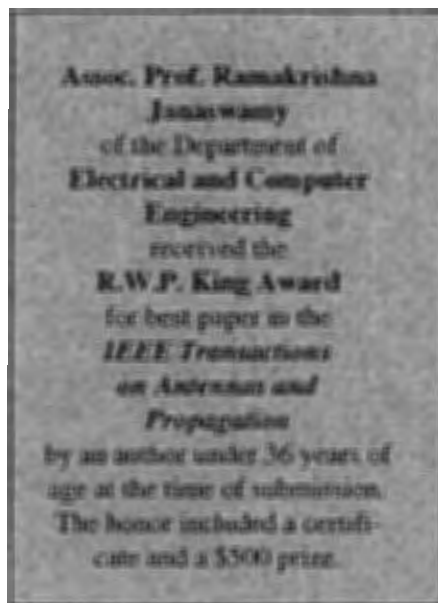 Assoc. Prof. Ramakrishna
Janaswamy
of the Department of
Electrical and Computer
Engineering
received the
R.W.P. King Award
for best paper in the
IEEE Transactions
on Antennas and
Propagation
by an author under 36 years of
age at the time of submission.
The honor included a certifi-
cate and a $500 prize.